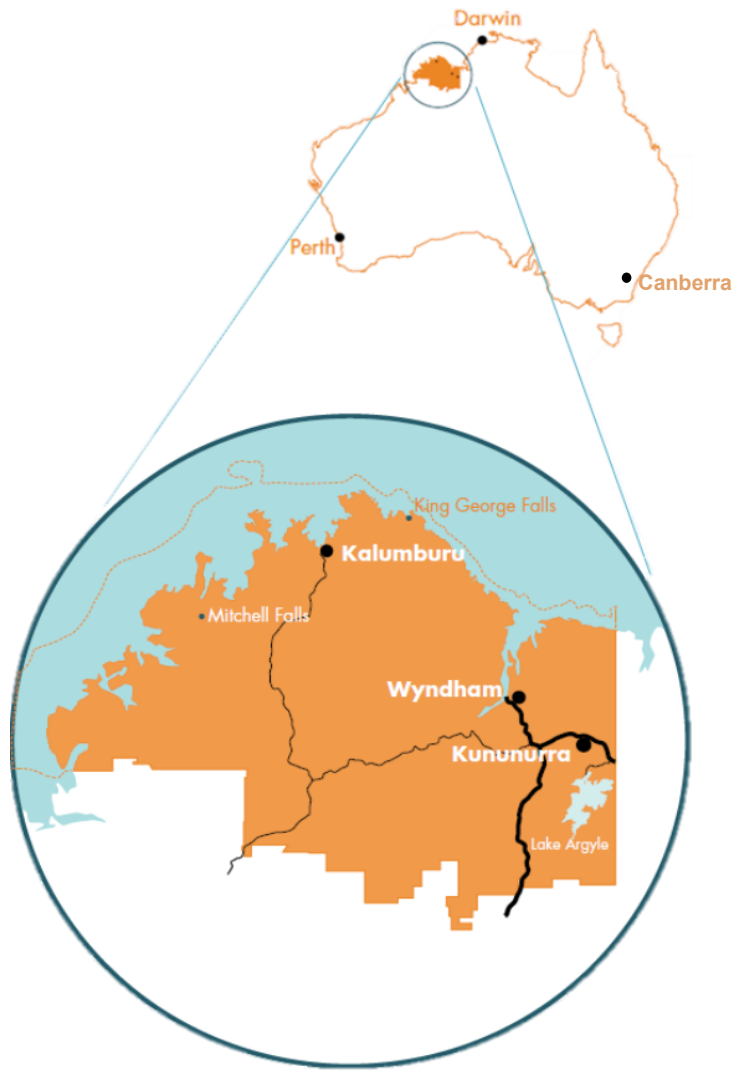 Darwin
Perth
Canberra
King George Falls
Kalumburu
Mitchell Falls
Wyndham
Kununurra
Lake Argyle